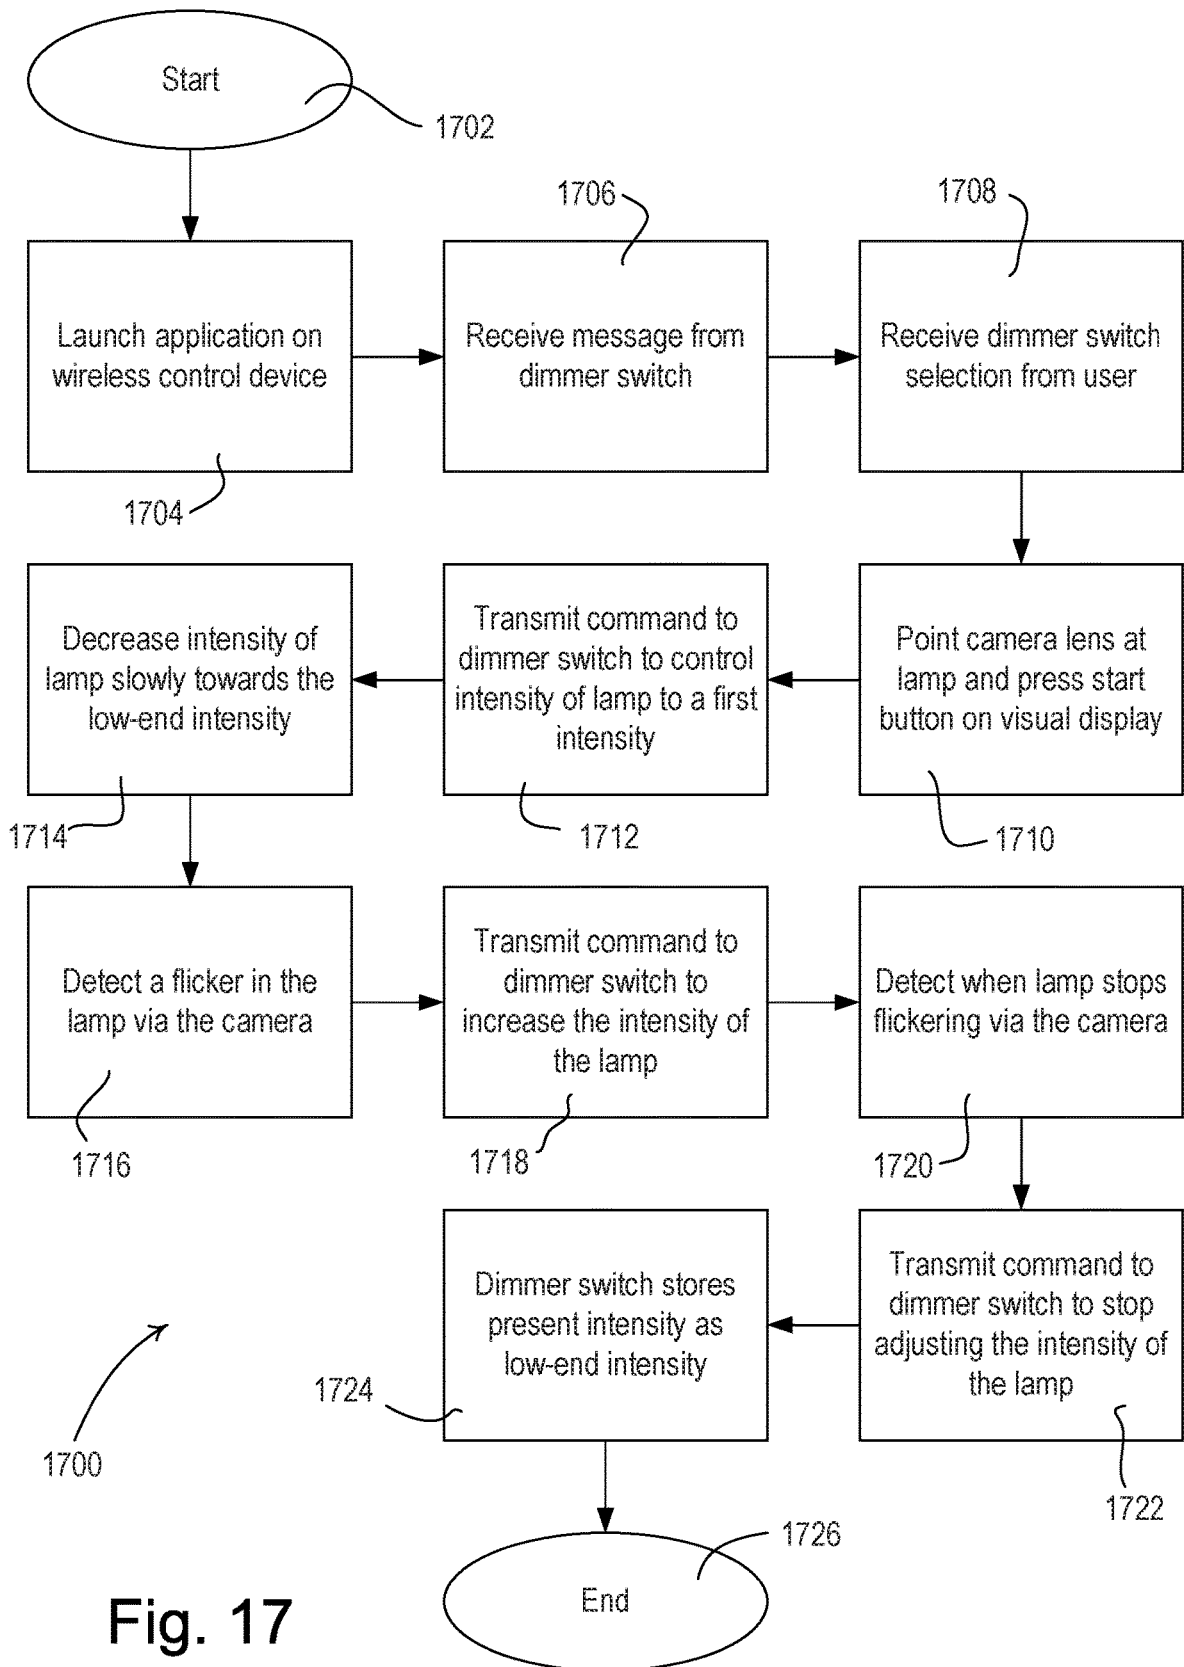 Start
1702
1706
1708
Launch application on
wireless control device
1704
Receive message from
dimmer switch
Receive dimmer switch
selection from user
Decrease intensity of
lamp slowly towards the
low-end intensity
1714
Transmit command to
dimmer switch to control
intensity of lamp to a first
intensity
1712
Point camera lens at
lamp and press start
button on visual display
1710
Detect a flicker in the
lamp via the camera
1716
Transmit command to
dimmer switch to
increase the intensity of
the lamp
1718
Detect when lamp stops
flickering via the camera
1720
Dimmer switch stores
present intensity as
low-end intensity
1724
Transmit command to
dimmer switch to stop
adjusting the intensity of
the lamp
1722
1700
1726
End
Fig. 17